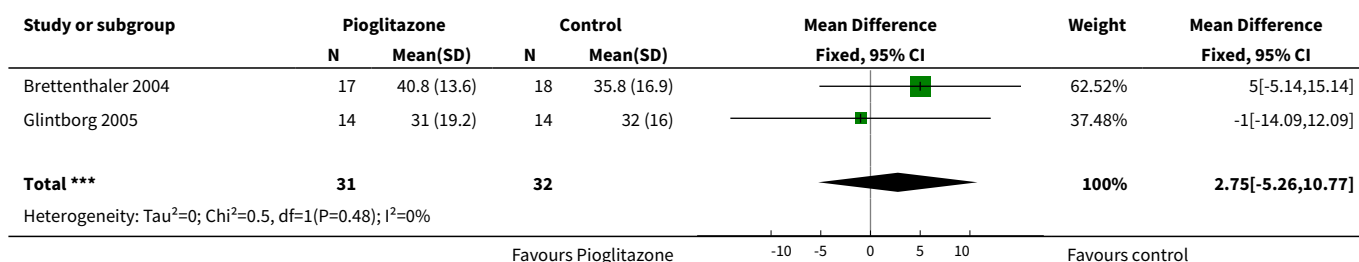 Study or subgroup Pioglitazone Control Mean Difference Weight Mean Difference
N Mean(SD) N Mean(SD) Fixed, 95% CI Fixed, 95% CI
Brettenthaler 2004 17 40.8 (13.6) 18 35.8 (16.9) 62.52% 5[-5.14,15.14]
Glintborg 2005 14 31 (19.2) 14 32 (16) 37.48% -1[-14.09,12.09]
Total *** 31 32 100% 2.75[-5.26,10.77]
Heterogeneity: Tau²=0; Chi²=0.5, df=1(P=0.48); I²=0%
Favours Pioglitazone -10 -5 0 5 10 Favours control